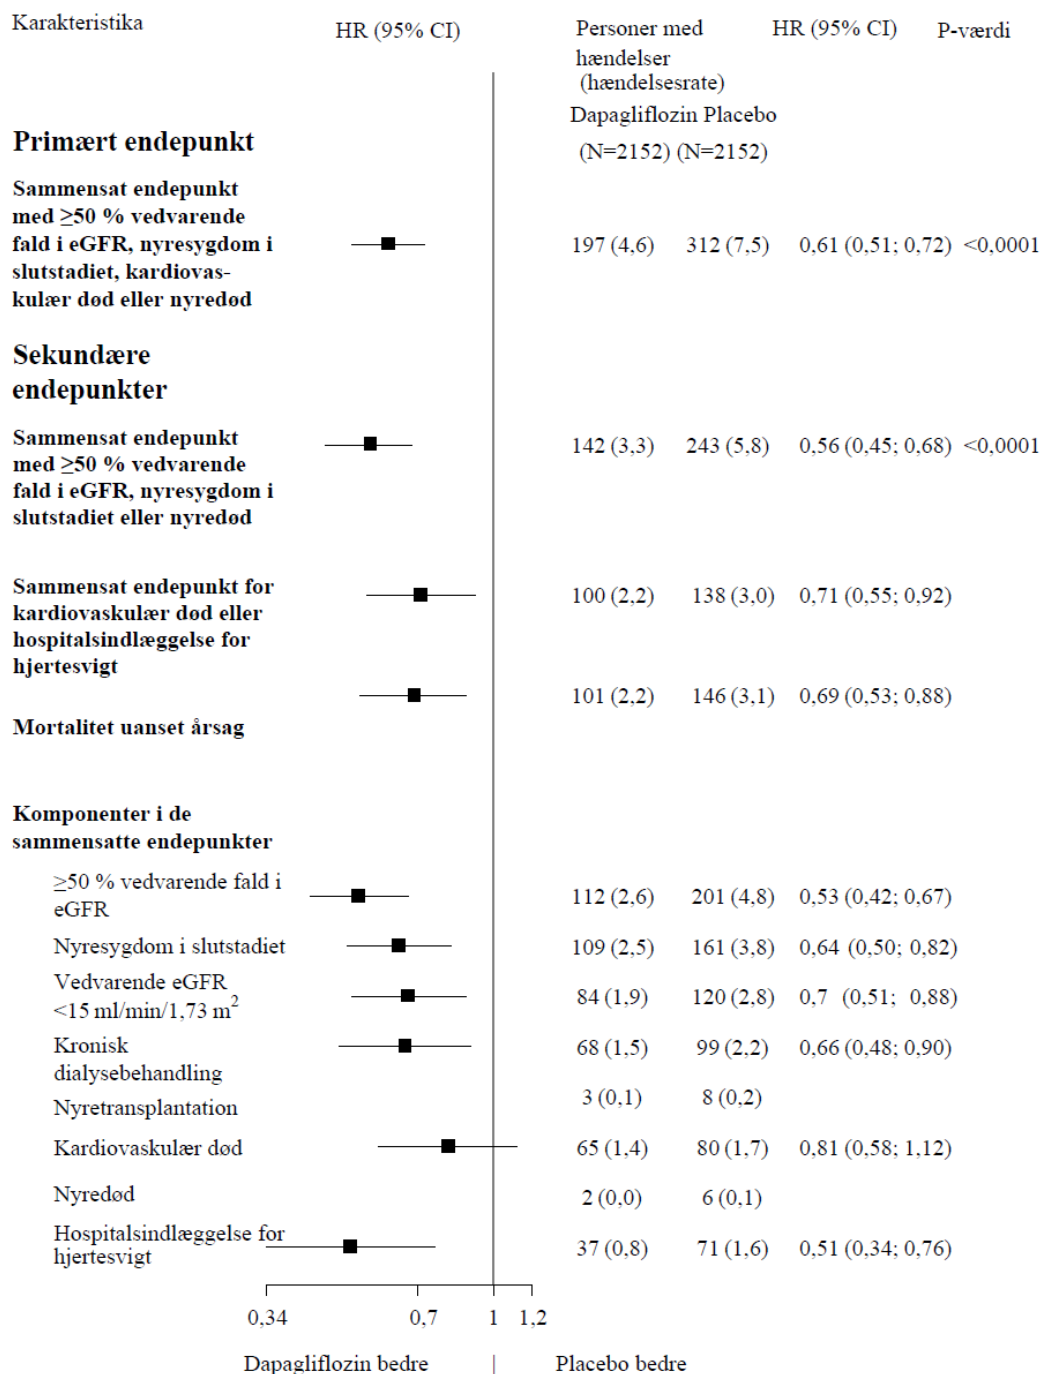 Karakteristika
HR (95% CI)
Personer med
hændelser
(hændelsesrate)
HR (95% CI)
P-værdi
Dapagliflozin Placebo
(N=2152) (N=2152)
Primært endepunkt
Sammensat endepunkt
med ≥50 % vedvarende
fald i eGFR, nyresygdom i
slutstadiet, kardiovas-
kulær død eller nyredød
197 (4,6) 312 (7,5) 0,61 (0,51; 0,72) <0,0001
Sekundære
endepunkter
Sammensat endepunkt
med ≥50 % vedvarende
fald i eGFR, nyresygdom i
slutstadiet eller nyredød
142 (3,3) 243 (5,8) 0,56 (0,45; 0,68) <0,0001
Sammensat endepunkt for
kardiovaskulær død eller
hospitalsindlæggelse for
hjertesvigt
100 (2,2) 138 (3,0) 0,71 (0,55; 0,92)
Mortalitet uanset årsag
101 (2,2) 146 (3,1) 0,69 (0,53; 0,88)
Komponenter i de
sammensatte endepunkter
≥50 % vedvarende fald i
eGFR
112 (2,6) 201 (4,8) 0,53 (0,42; 0,67)
Nyresygdom i slutstadiet
109 (2,5) 161 (3,8) 0,64 (0,50; 0,82)
Vedvarende eGFR
<15 ml/min/1,73 m²
84 (1,9) 120 (2,8) 0,7 (0,51; 0,88)
Kronisk
dialysebehandling
68 (1,5) 99 (2,2) 0,66 (0,48; 0,90)
Nyretransplantation
3 (0,1) 8 (0,2)
Kardiovaskulær død
65 (1,4) 80 (1,7) 0,81 (0,58; 1,12)
Nyredød
2 (0,0) 6 (0,1)
Hospitalsindlæggelse for
hjertesvigt
37 (0,8) 71 (1,6) 0,51 (0,34; 0,76)
0,34 0,7 1 1,2
Dapagliflozin bedre | Placebo bedre